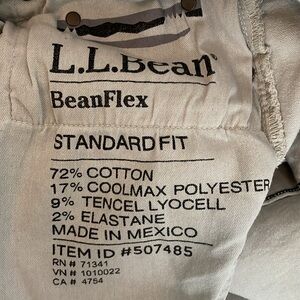 L.L.Bean®
BeanFlex
STANDARD FIT
72% COTTON
17% COOLMAX POLYESTER
9% TENCEL LYOCELL
2% ELASTANE
MADE IN MEXICO
ITEM ID #507485
RN # 71341
VN # 1010022
CA # 4754